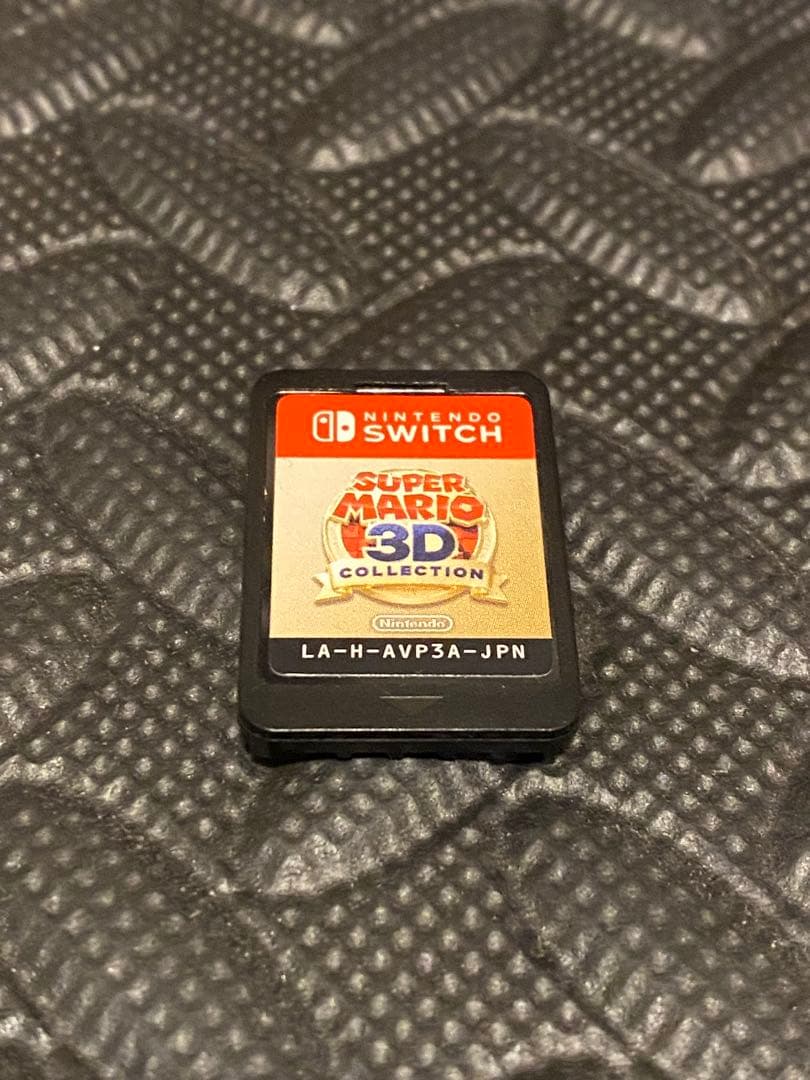 NINTENDO
SWITCH
SUPER
MARIO
3D
COLLECTION
Nintendo
LA-H-AVP3A-JPN